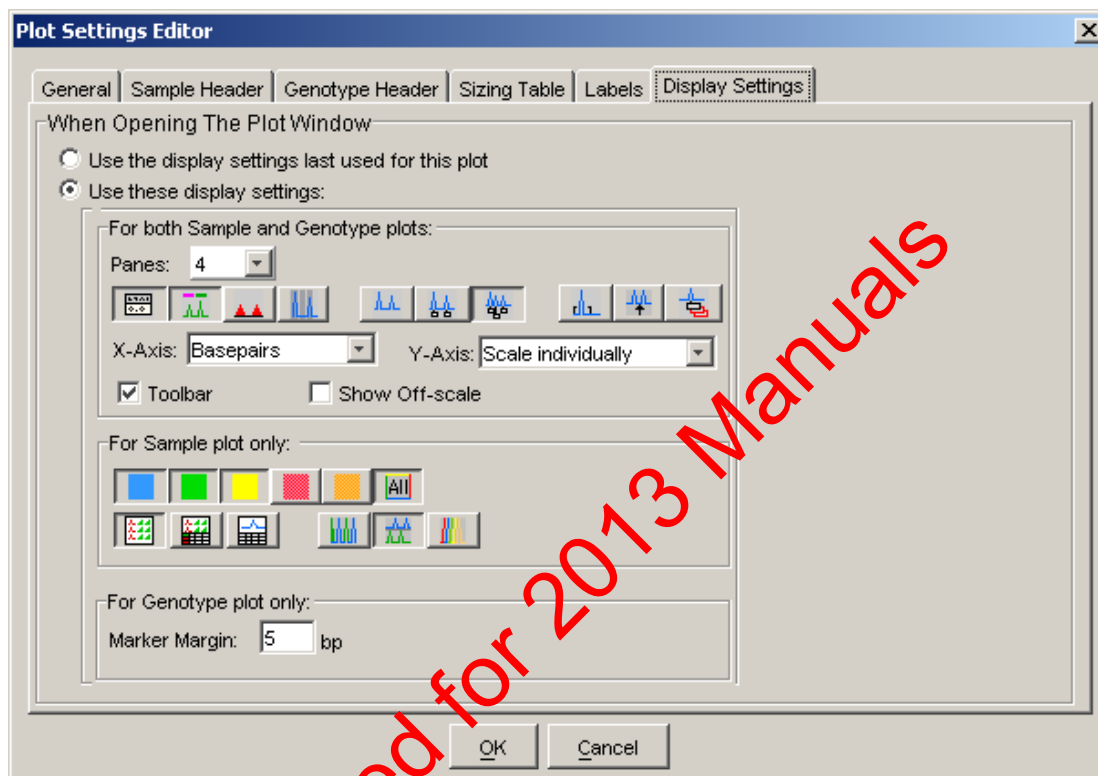 Plot Settings Editor
General Sample Header Genotype Header Sizing Table Labels Display Settings
When Opening The Plot Window
Use the display settings last used for this plot
Use these display settings:
For both Sample and Genotype plots:
Panes: 4
X-Axis: Basepairs Y-Axis: Scale individually
Toolbar Show Off-scale
For Sample plot only:
All
For Genotype plot only:
Marker Margin: 5 bp
OK Cancel
ed for 2013 Manuals